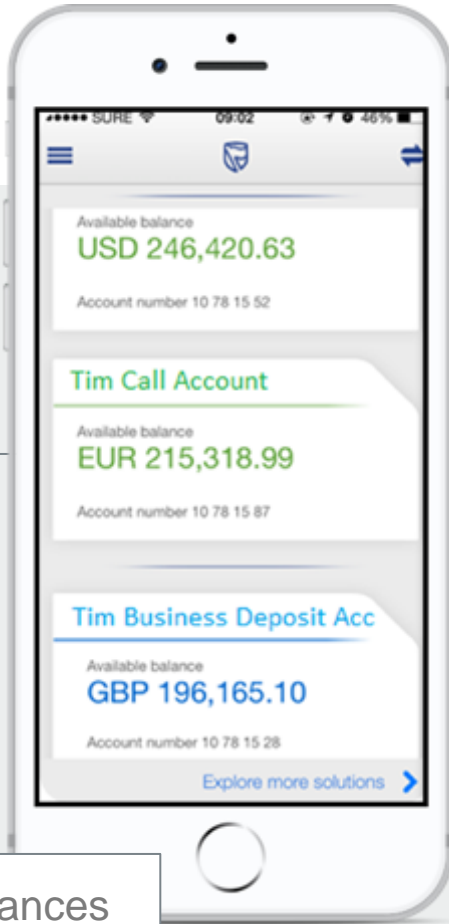 SURE 09:02 46%
Available balance
USD 246,420.63
Account number 10 78 15 52
Tim Call Account
Available balance
EUR 215,318.99
Account number 10 78 15 87
Tim Business Deposit Acc
Available balance
GBP 196,165.10
Account number 10 78 15 28
Explore more solutions
ances